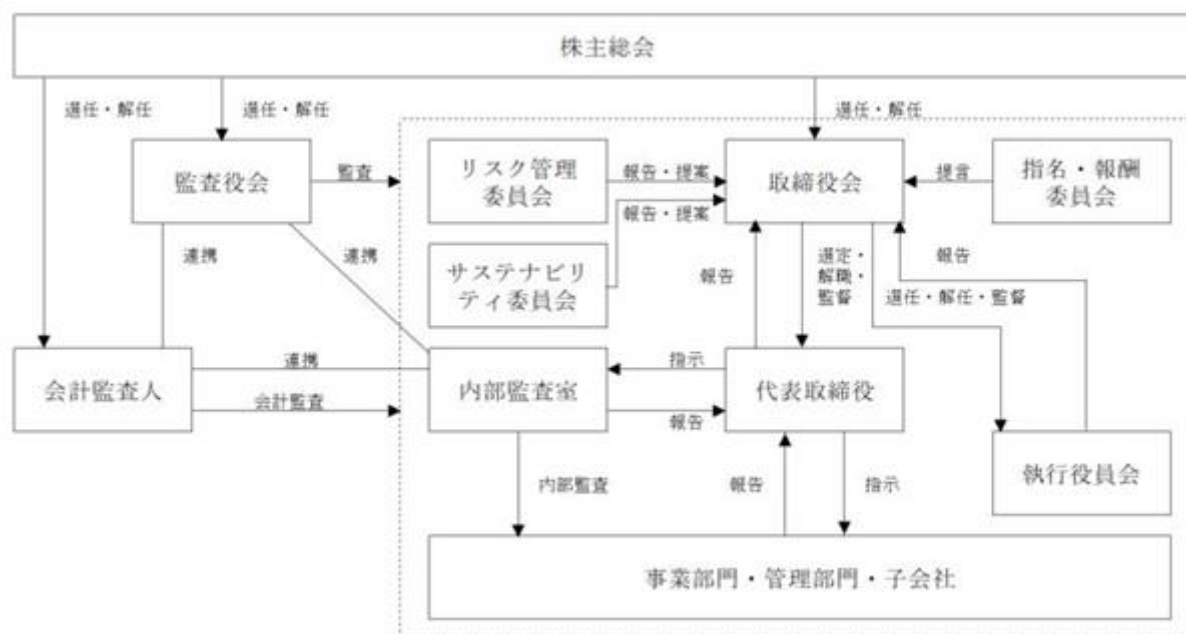 株主総会
選任・解任
選任・解任
選任・解任
監査役会
監査
リスク管理
委員会
報告・提案
取締役会
提言
指名・報酬
委員会
報告・提案
連携
連携
サステナビリ
ティ委員会
報告
選定・
解職・
監督
選任・解任・監督
報告
会計監査人
連携
会計監査
内部監査室
指示
報告
代表取締役
執行役員会
内部監査
報告
指示
事業部門・管理部門・子会社